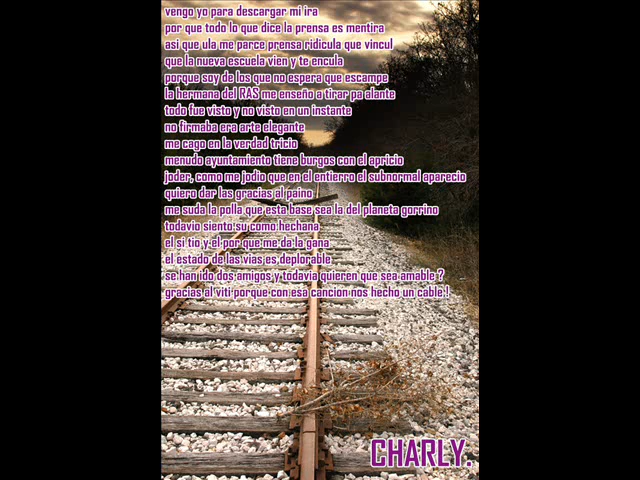 vengo yo para descargar mi ira
por que todo lo que dice la prensa es mentira
asi que ula me parce prensa ridicula que vincul
que la nueva escuela vien y te encula
porque soy de los que no espera que escampe
la hermana del RAS me enseño a tirar pa alante
todo fue visto y no visto en un instante
no firmaba era arte elegante
me cago en la verdad tricio
menudo ayuntamiento tiene burgos con el apricio
joder, como me jodio que en el entierro el subnormal aparecio
quiero dar las gracias al paino
me suda la polla que esta base sea la del planeta gorrino
todavio siento su como hechana
el si tio y el por que me da la gana
el estado de las vias es deplorable
se han ido dos amigos y todavia quieren que sea amable ?
gracias al viti porque con esa cancion nos hecho un cable !
CHARLY.